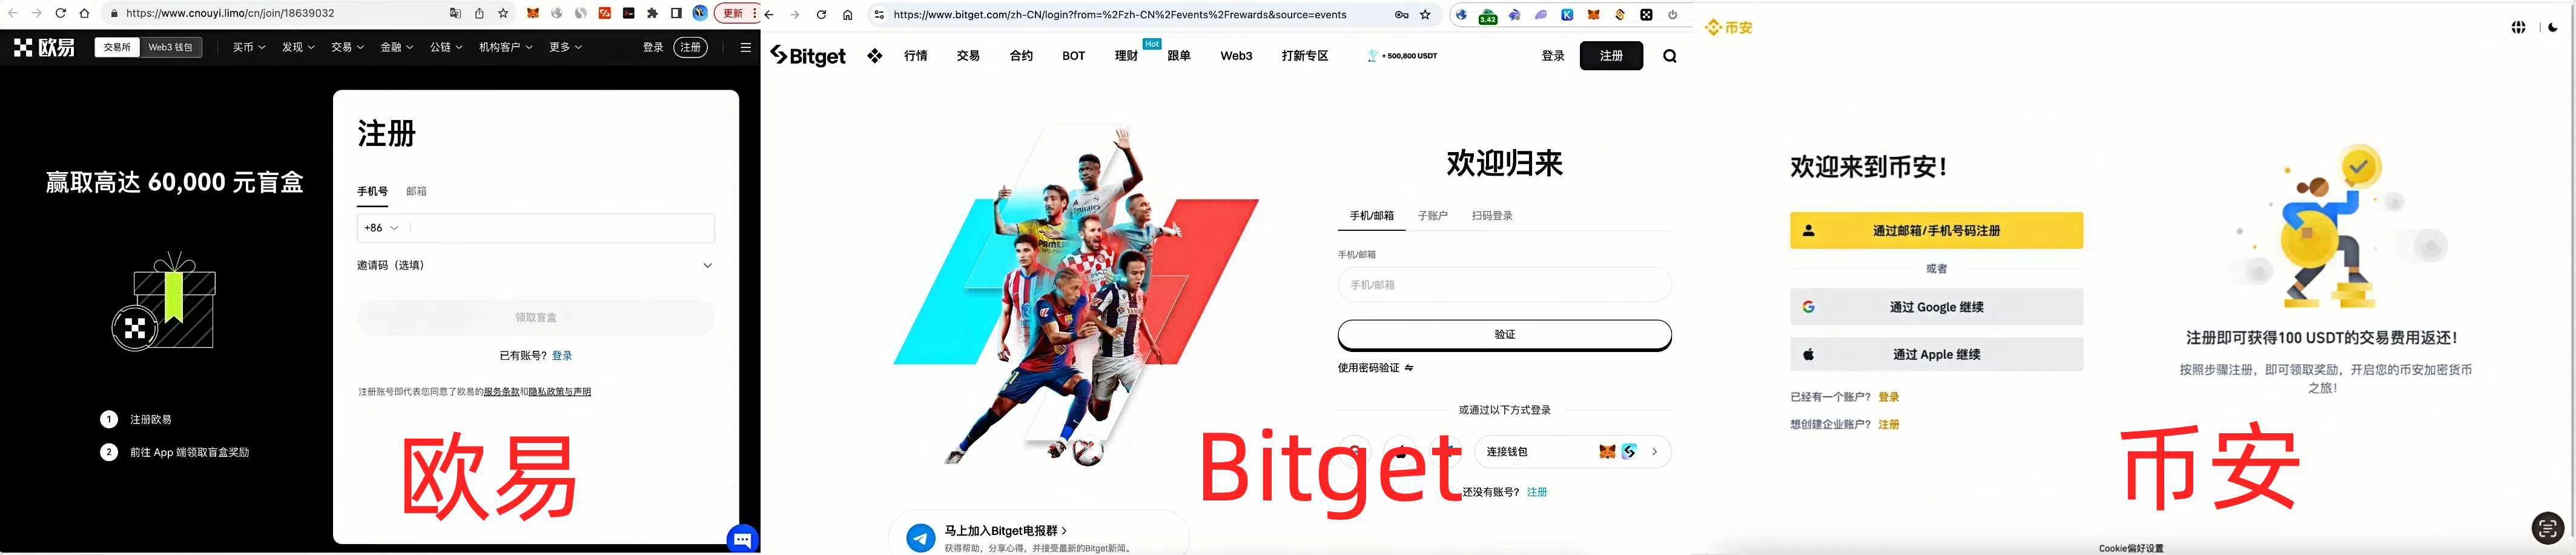 https://www.cnouyi.limo/cn/join/18639032
更新
欧易
交易所
Web3 钱包
买币
发现
交易
金融
公链
机构客户
更多
登录
注册
赢取高达 60,000 元盲盒
1 注册欧易
2 前往 App 端领取盲盒奖励
注册
手机号
邮箱
+86
邀请码（选填）
领取盲盒
已有账号？ 登录
注册账号即代表您同意了欧易的服务条款和隐私政策与声明
欧易
https://www.bitget.com/zh-CN/login?from=%2Fzh-CN%2Fevents%2Frewards&source=events
3.42
Bitget
行情
交易
合约
BOT
理财
Hot
跟单
Web3
打新专区
+ 500,800 USDT
登录
注册
欢迎归来
手机/邮箱
子账户
扫码登录
手机/邮箱
手机/邮箱
验证
使用密码验证
或通过以下方式登录
连接钱包
还没有账号？ 注册
马上加入Bitget电报群
获得帮助，分享心得，并接受最新的Bitget新闻。
Bitget
币安
欢迎来到币安！
通过邮箱/手机号码注册
或者
通过 Google 继续
通过 Apple 继续
已经有一个账户？ 登录
想创建企业账户？ 注册
注册即可获得100 USDT的交易费用返还！
按照步骤注册，即可领取奖励，开启您的币安加密货币
之旅！
币安
Cookie偏好设置